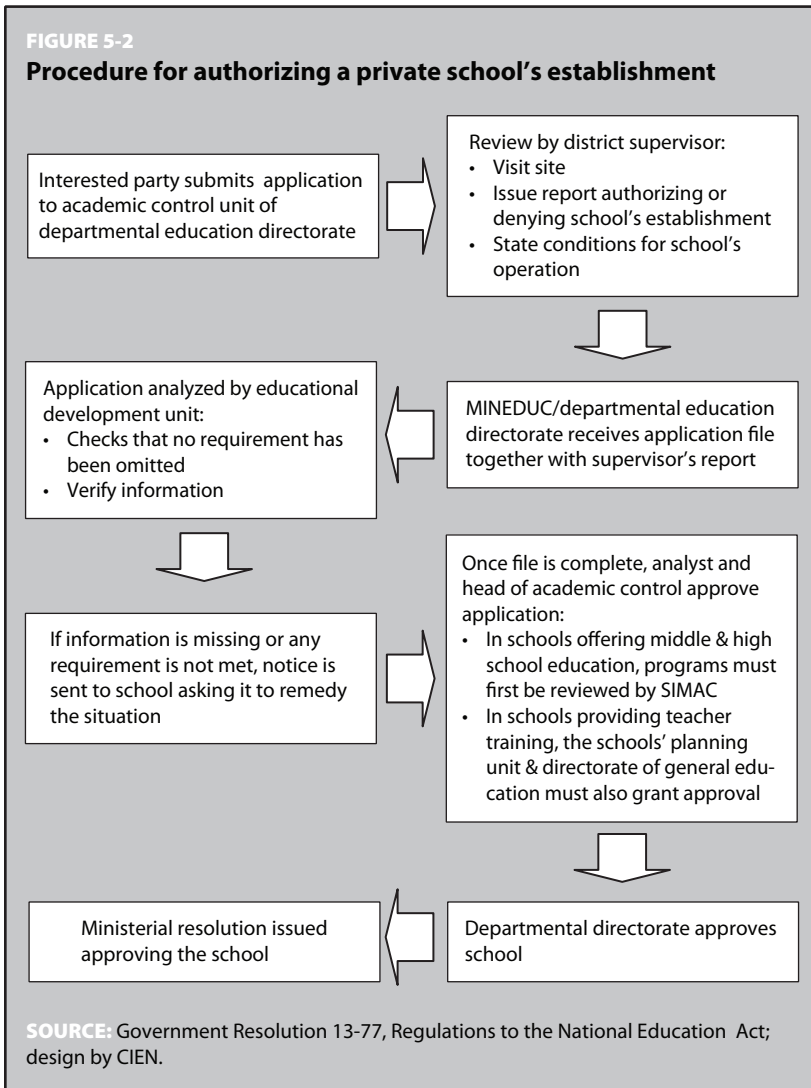 FIGURE 5-2
Procedure for authorizing a private school's establishment
Interested party submits application
to academic control unit of
departmental education directorate
Review by district supervisor:
• Visit site
• Issue report authorizing or
denying school's establishment
• State conditions for school's
operation
MINEDUC/departmental education
directorate receives application file
together with supervisor's report
Application analyzed by educational
development unit:
• Checks that no requirement has
been omitted
• Verify information
If information is missing or any
requirement is not met, notice is
sent to school asking it to remedy
the situation
Once file is complete, analyst and
head of academic control approve
application:
• In schools offering middle & high
school education, programs must
first be reviewed by SIMAC
• In schools providing teacher
training, the schools' planning
unit & directorate of general edu-
cation must also grant approval
Departmental directorate approves
school
Ministerial resolution issued
approving the school
SOURCE: Government Resolution 13-77, Regulations to the National Education Act;
design by CIEN.